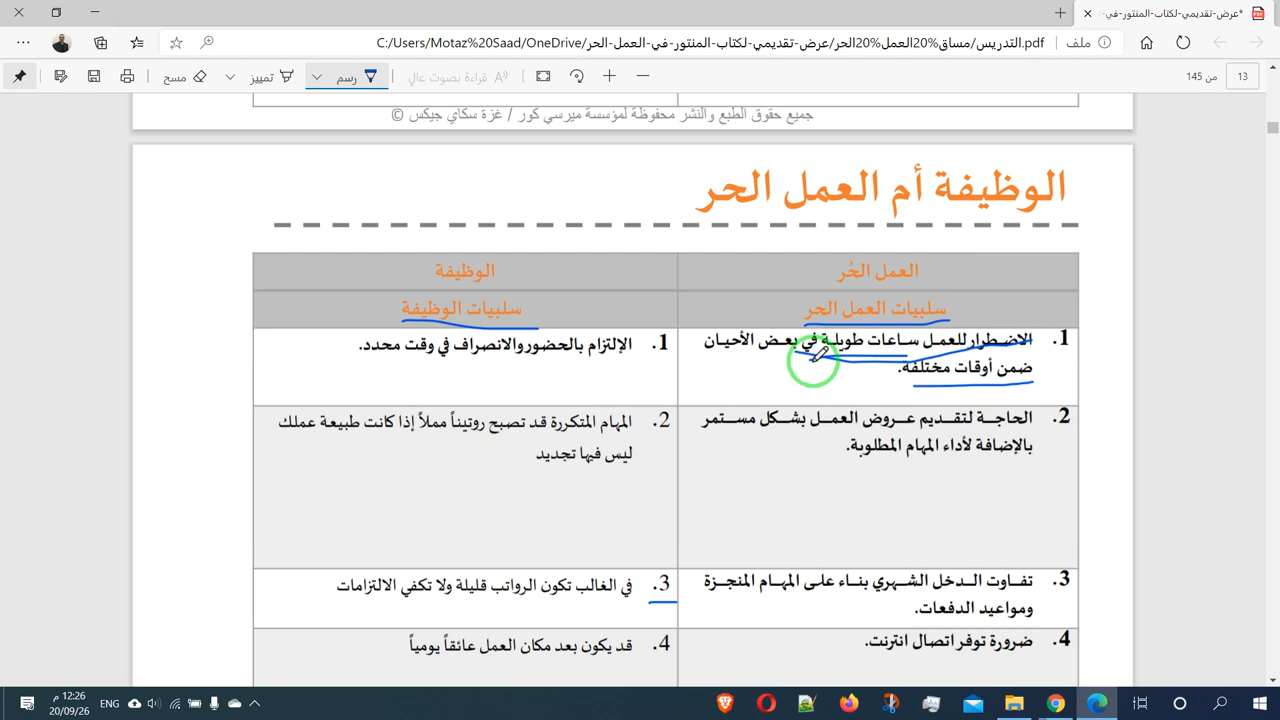 *عرض-تقديمي-لكتاب-المنتور-في-
C:/Users/Motaz%20Saad/OneDrive/التدريس/مساق%20العمل%20الحر/عرض-تقديمي-لكتاب-المنتور-في-العمل-الحر.pdf
ملف
13 من 145
قراءة بصوت عالٍ
رسم
تمييز
مسح
جميع حقوق الطبع والنشر محفوظة لمؤسسة ميرسي كور / غزة سكاي جيكس ©
الوظيفة أم العمل الحر
العمل الحُر
الوظيفة
سلبيات العمل الحر
سلبيات الوظيفة
1. الاضطرار للعمل ساعات طويلة في بعض الأحيان
ضمن أوقات مختلفة.
1. الإلتزام بالحضور والانصراف في وقت محدد.
2. الحاجة لتقديم عروض العمل بشكل مستمر
بالإضافة لأداء المهام المطلوبة.
2. المهام المتكررة قد تصبح روتيناً مملاً إذا كانت طبيعة عملك
ليس فيها تجديد
3. تفاوت الدخل الشهري بناء على المهام المنجزة
ومواعيد الدفعات.
3. في الغالب تكون الرواتب قليلة ولا تكفي الالتزامات
4. ضرورة توفر اتصال انترنت.
4. قد يكون بعد مكان العمل عائقاً يومياً
ENG
12:26 م
20/09/26